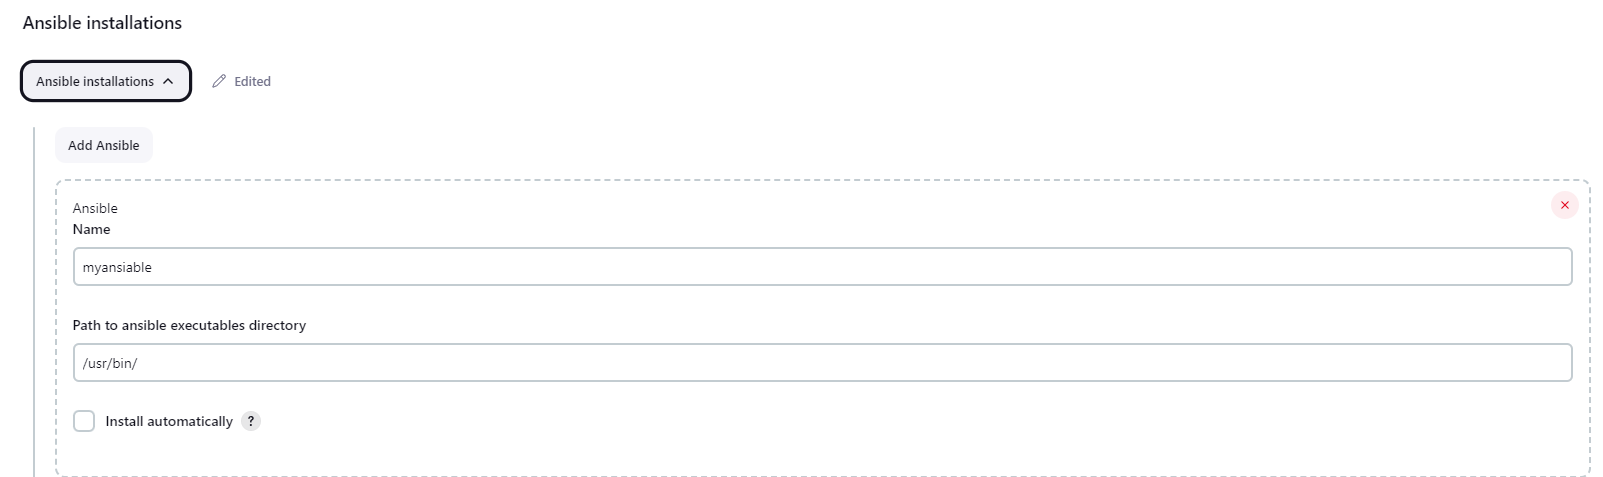 Ansible installations
Ansible installations
Edited
Add Ansible
Ansible
Name
myansiable
Path to ansible executables directory
/usr/bin/
Install automatically ?